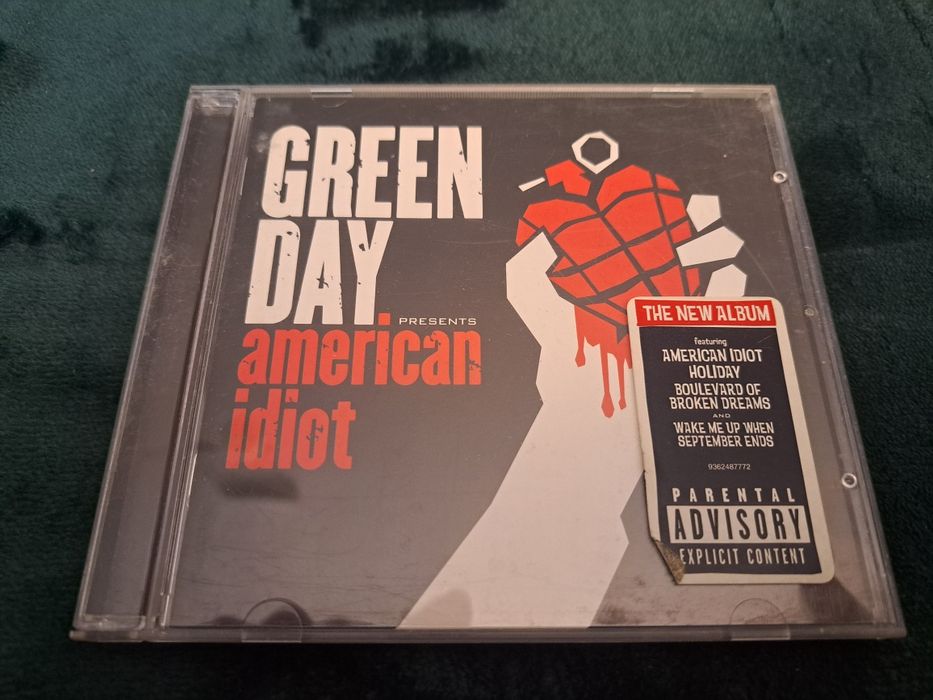 GREEN
DAY
PRESENTS
american
idiot
THE NEW ALBUM
featuring
AMERICAN IDIOT
HOLIDAY
BOULEVARD OF
BROKEN DREAMS
AND
WAKE ME UP WHEN
SEPTEMBER ENDS
9362487772
PARENTAL
ADVISORY
EXPLICIT CONTENT